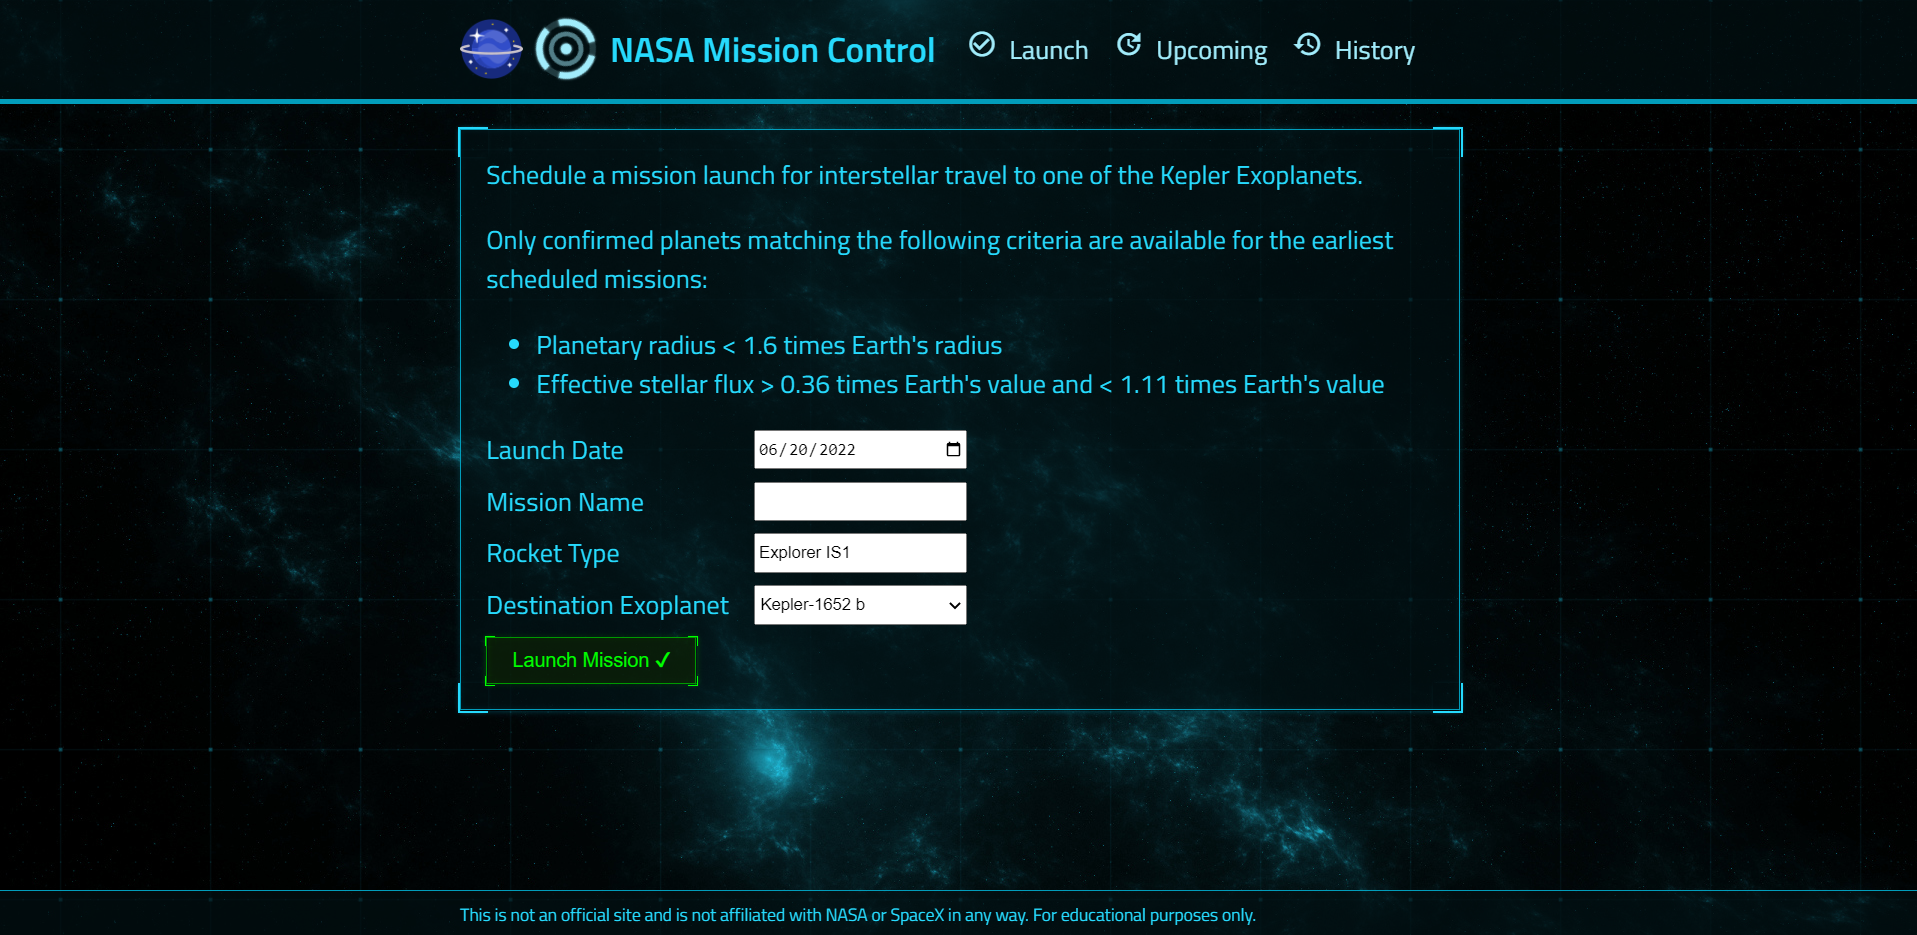 NASA Mission Control
Launch
Upcoming
History
Schedule a mission launch for interstellar travel to one of the Kepler Exoplanets.
Only confirmed planets matching the following criteria are available for the earliest
scheduled missions:
Planetary radius < 1.6 times Earth's radius
Effective stellar flux > 0.36 times Earth's value and < 1.11 times Earth's value
Launch Date 06/20/2022
Mission Name
Rocket Type Explorer IS1
Destination Exoplanet Kepler-1652 b
Launch Mission ✓
This is not an official site and is not affiliated with NASA or SpaceX in any way. For educational purposes only.